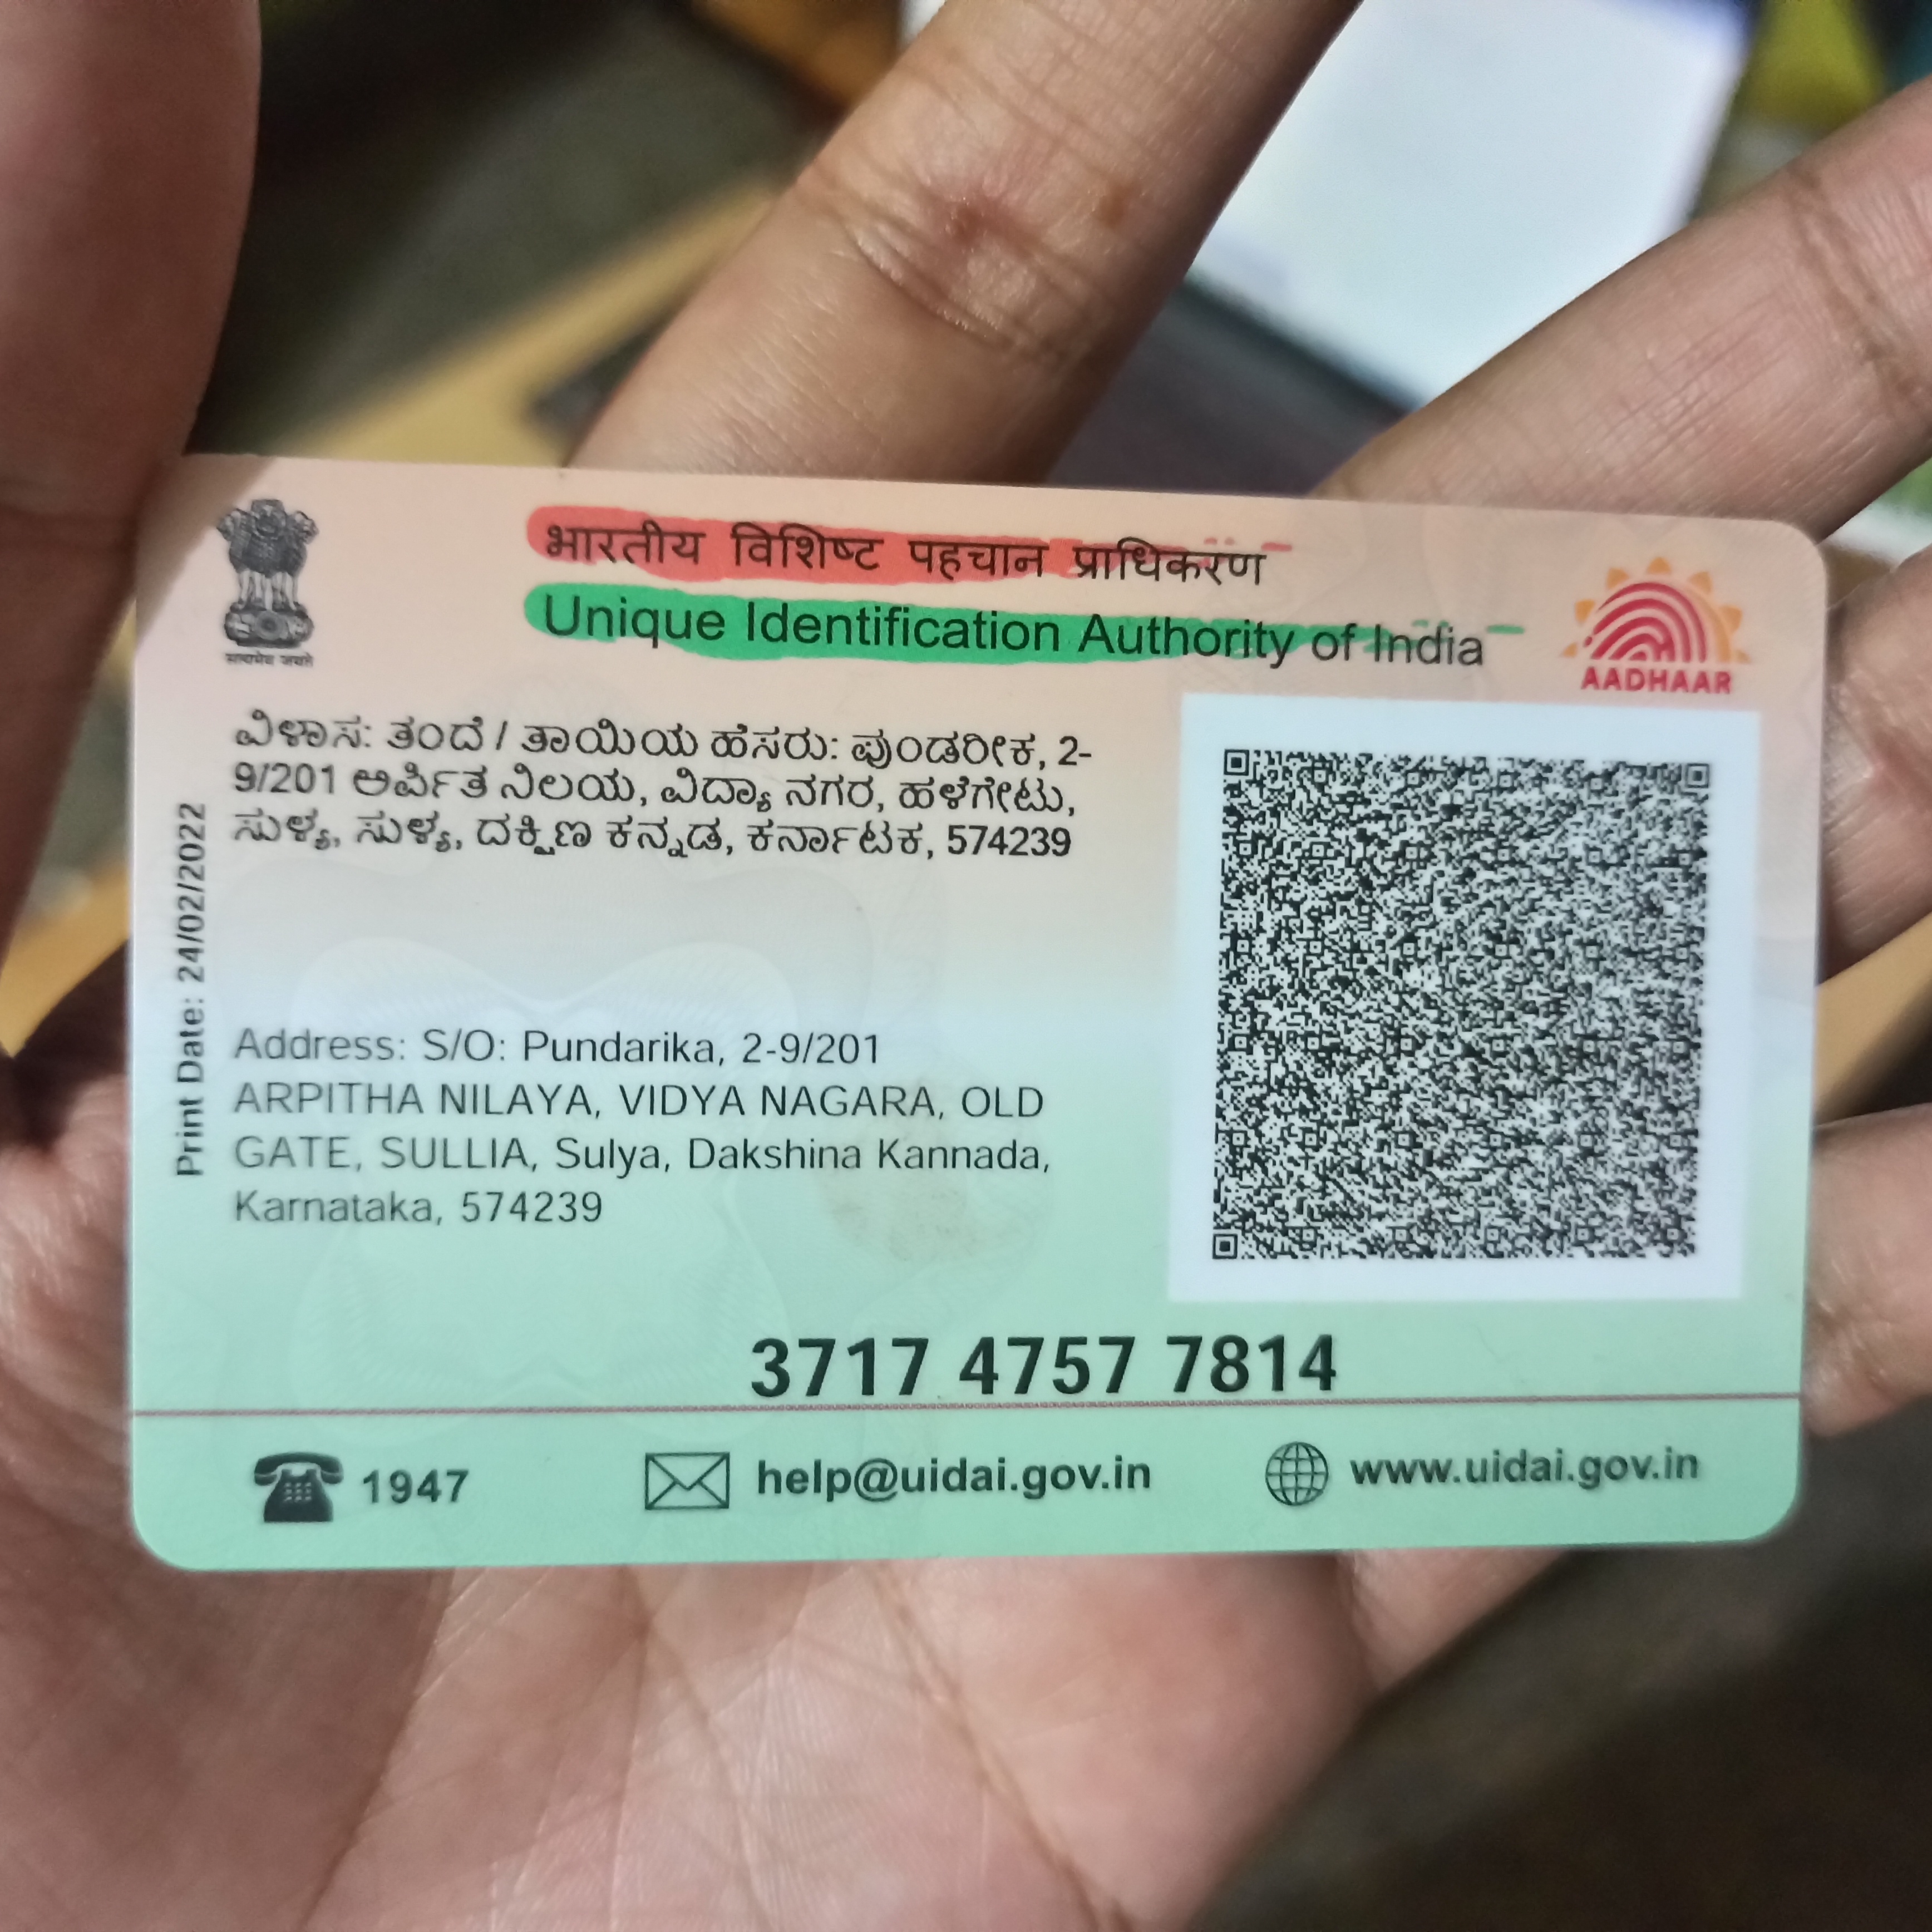 भारतीय विशिष्ट पहचान प्राधिकरण
Unique Identification Authority of India
सत्यमेव जयते
AADHAAR
ವಿಳಾಸ: ತಂದೆ / ತಾಯಿಯ ಹೆಸರು: ಪುಂಡರೀಕ, 2-
9/201 ಅರ್ಪಿತ ನಿಲಯ, ವಿದ್ಯಾ ನಗರ, ಹಳೆಗೇಟು,
ಸುಳ್ಯ, ಸುಳ್ಯ, ದಕ್ಷಿಣ ಕನ್ನಡ, ಕರ್ನಾಟಕ, 574239
Print Date: 24/02/2022
Address: S/O: Pundarika, 2-9/201
ARPITHA NILAYA, VIDYA NAGARA, OLD
GATE, SULLIA, Sulya, Dakshina Kannada,
Karnataka, 574239
3717 4757 7814
1947
help@uidai.gov.in
www.uidai.gov.in